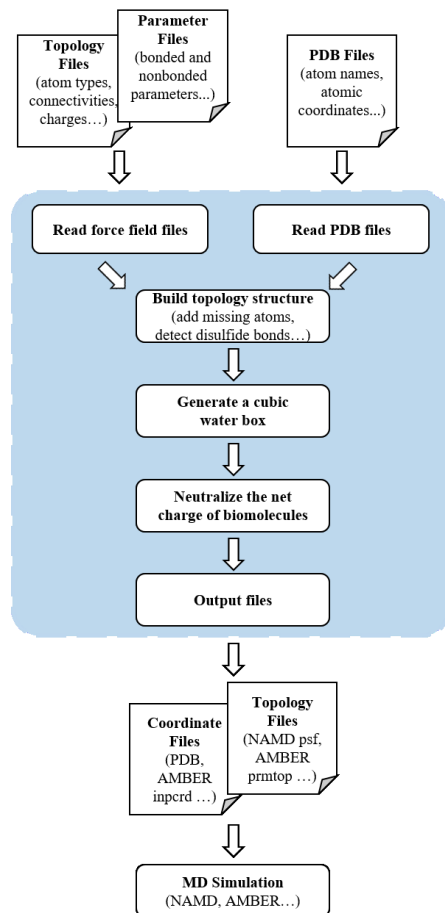 Topology
Files
(atom types,
connectivities,
charges…)
Parameter
Files
(bonded and
nonbonded
parameters...)
PDB Files
(atom names,
atomic
coordinates...)
Read force field files
Read PDB files
Build topology structure
(add missing atoms,
detect disulfide bonds…)
Generate a cubic
water box
Neutralize the net
charge of biomolecules
Output files
Coordinate
Files
(PDB,
AMBER
inpcrd …)
Topology
Files
(NAMD psf,
AMBER
prmtop …)
MD Simulation
(NAMD, AMBER…)